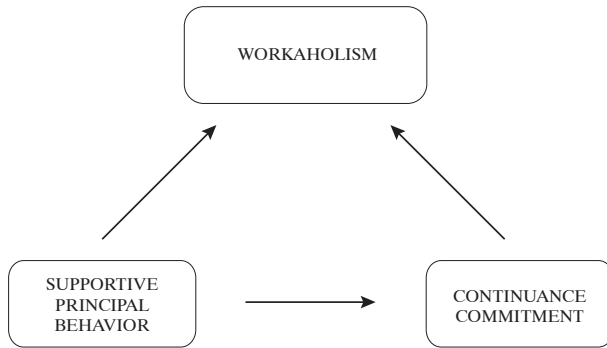 WORKAHOLISM
SUPPORTIVE
PRINCIPAL
BEHAVIOR
CONTINUANCE
COMMITMENT